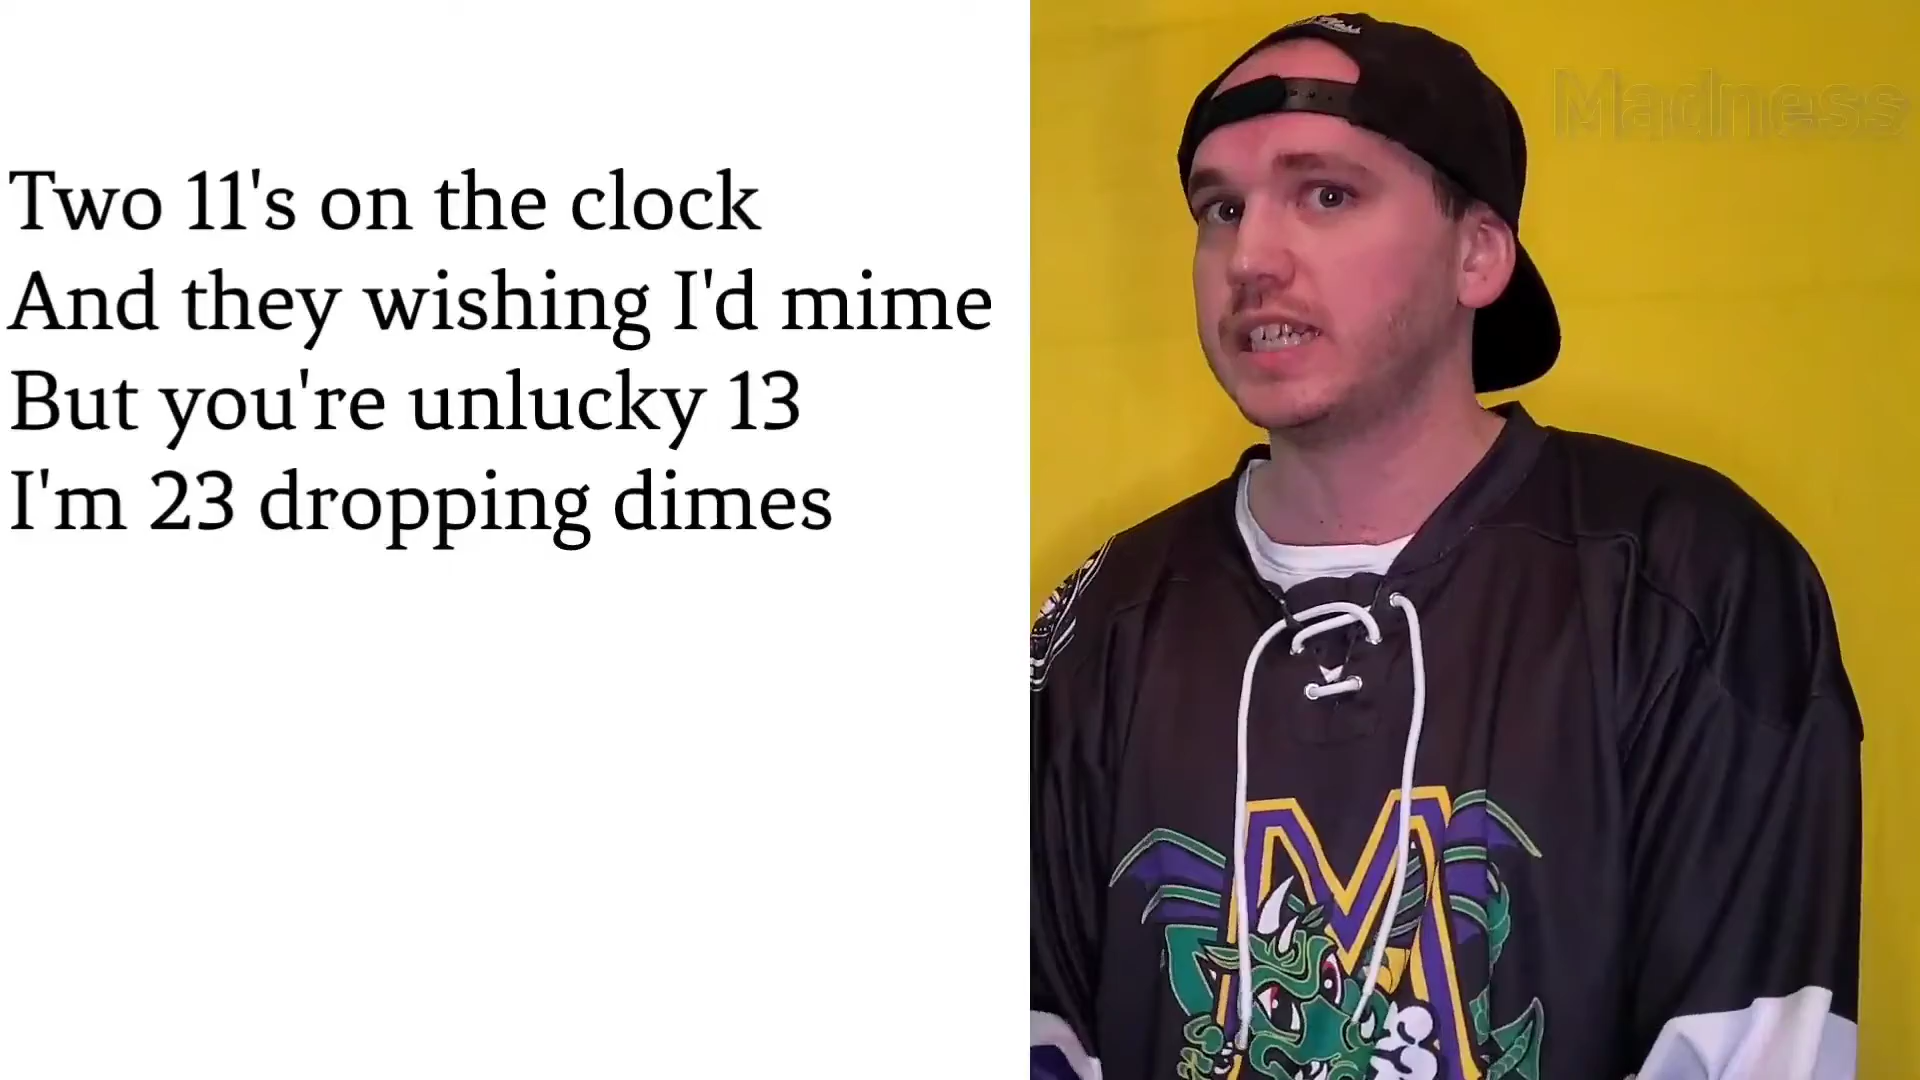 Two 11's on the clock
And they wishing I'd mime
But you're unlucky 13
I'm 23 dropping dimes
Madness
M